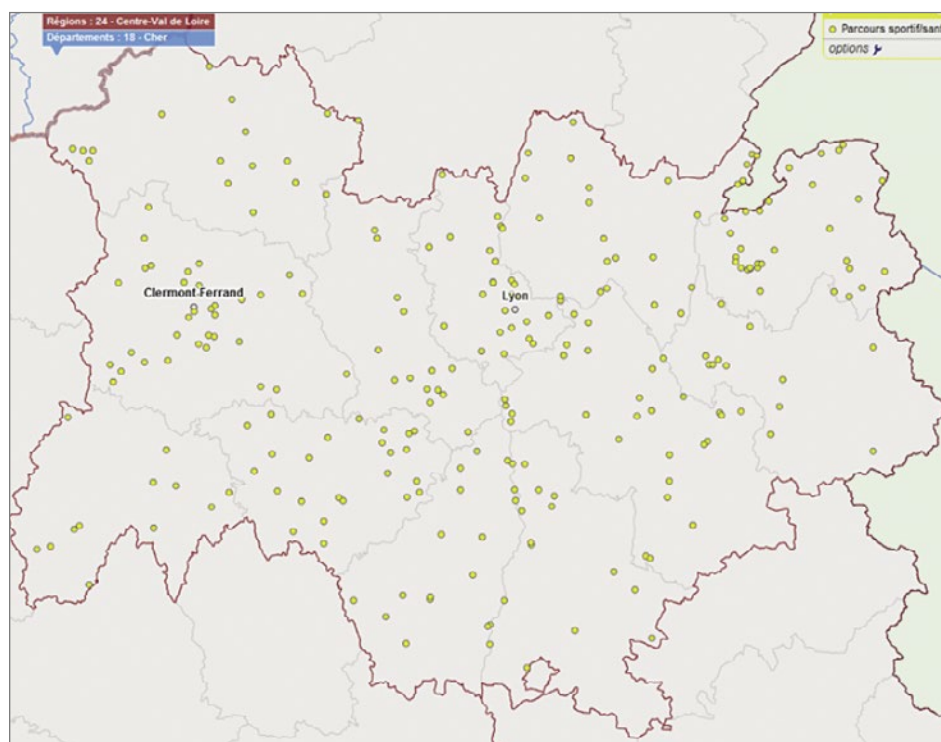 Régions : 24 - Centre-Val de Loire
Départements : 18 - Cher
Parcours sportif/sant
options
Clermont-Ferrand
Lyon